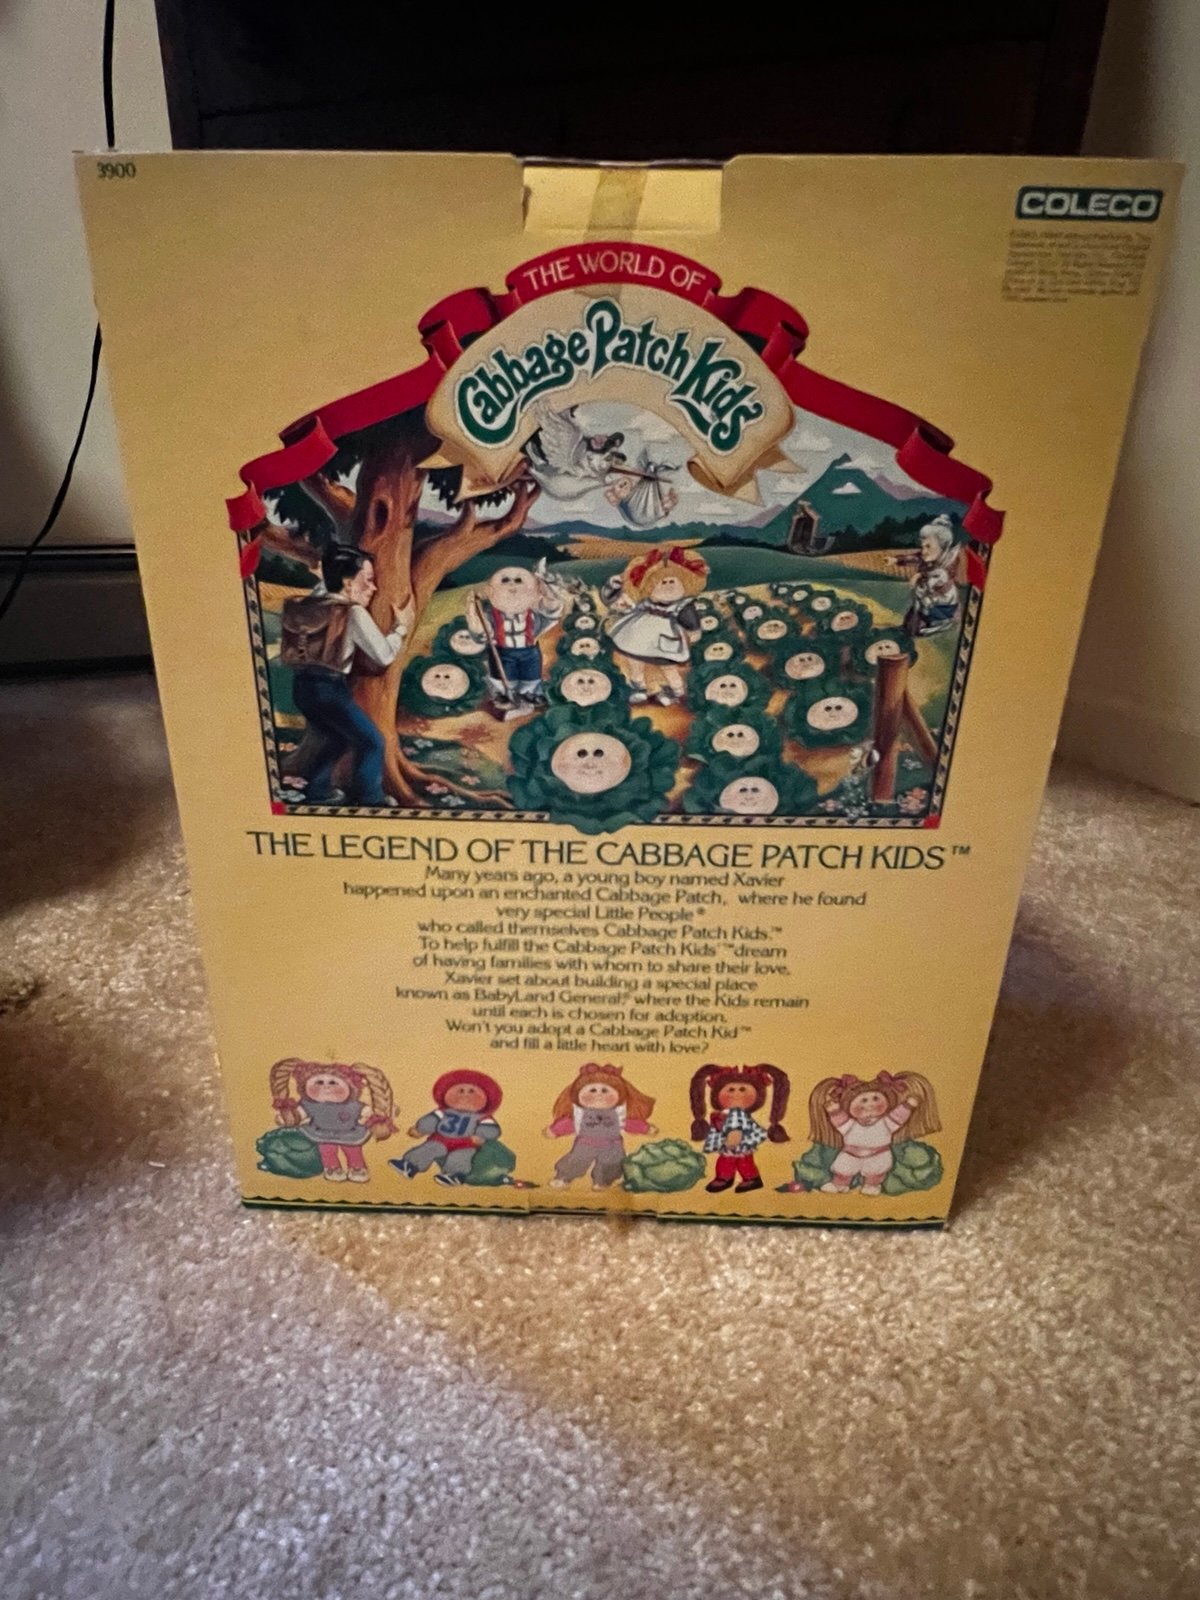 3900
COLECO
THE WORLD OF
Cabbage Patch Kids
THE LEGEND OF THE CABBAGE PATCH KIDS™
Many years ago, a young boy named Xavier
happened upon an enchanted Cabbage Patch, where he found
very special Little People®
who called themselves Cabbage Patch Kids.™
To help fulfill the Cabbage Patch Kids'™ dream
of having families with whom to share their love,
Xavier set about building a special place
known as BabyLand General,® where the Kids remain
until each is chosen for adoption.
Won't you adopt a Cabbage Patch Kid™
and fill a little heart with love?
31